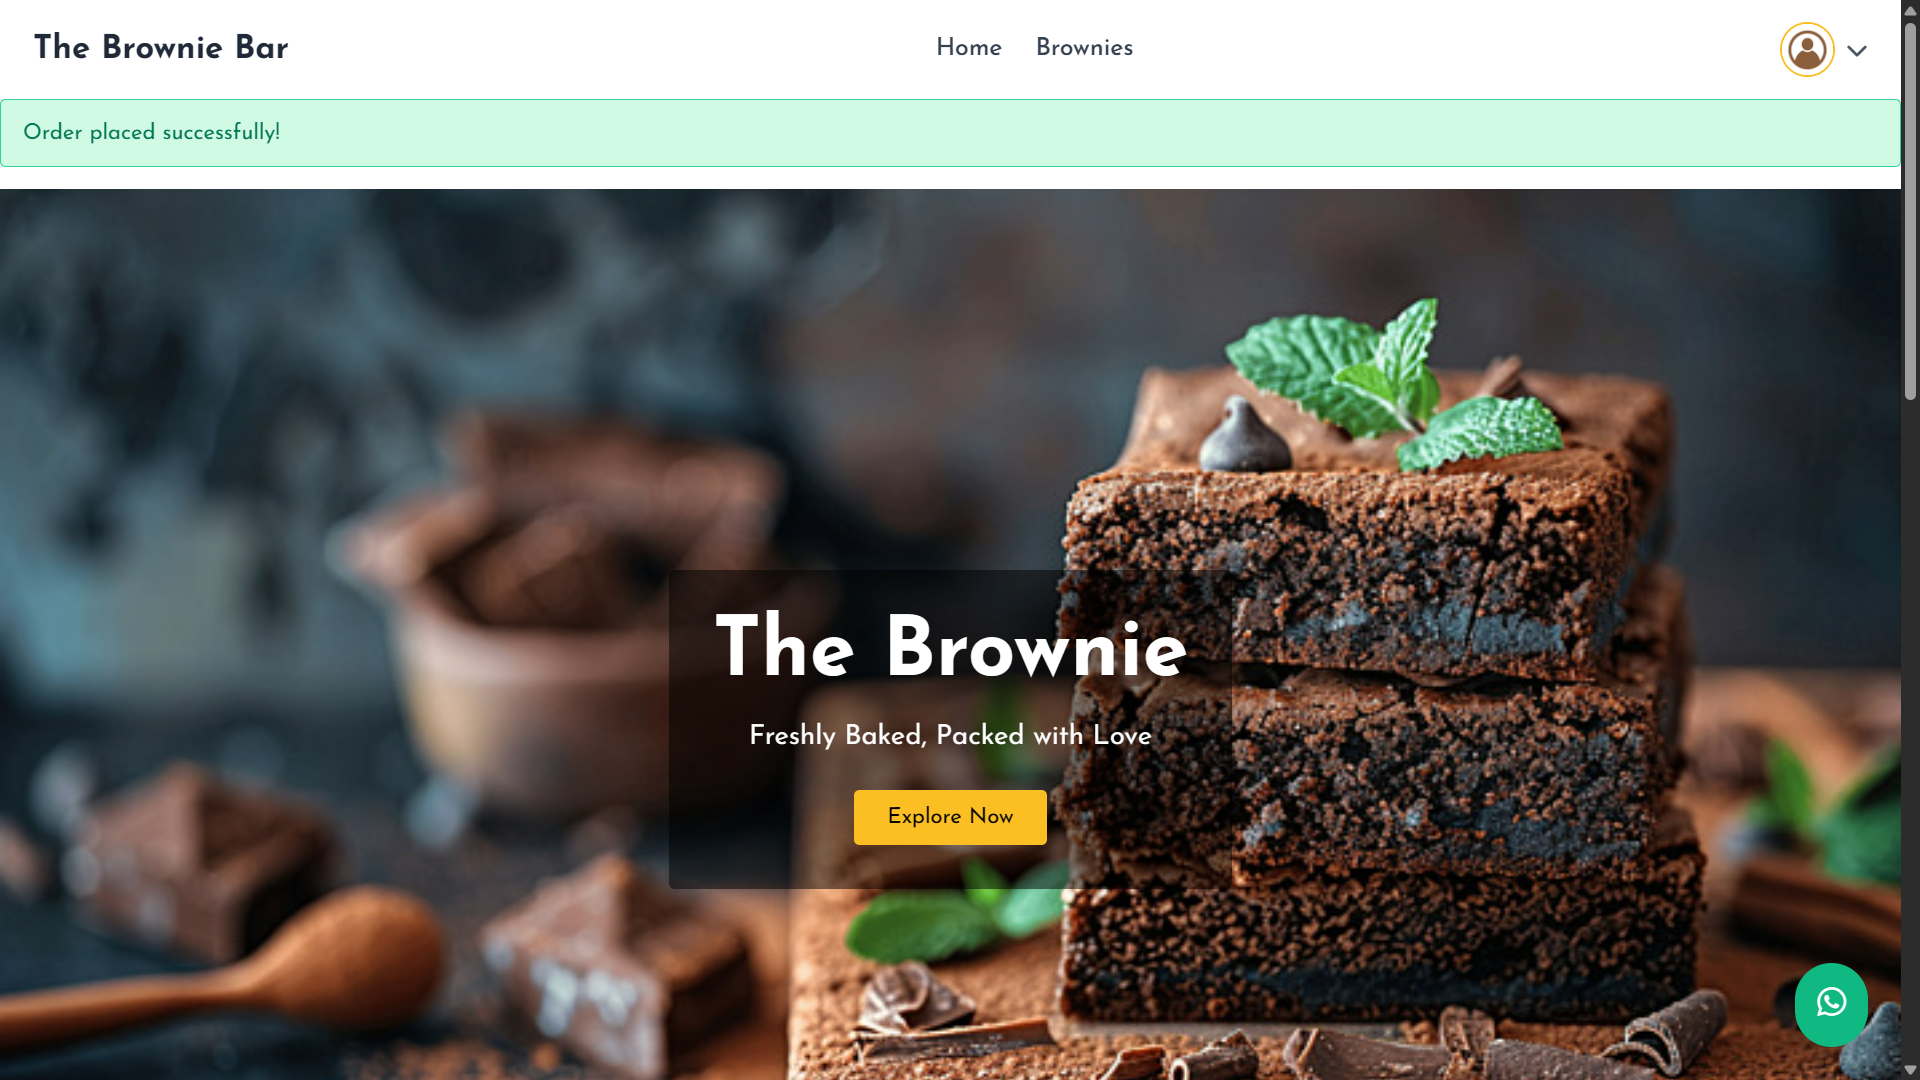 The Brownie Bar
Home
Brownies
Order placed successfully!
The Brownie
Freshly Baked, Packed with Love
Explore Now